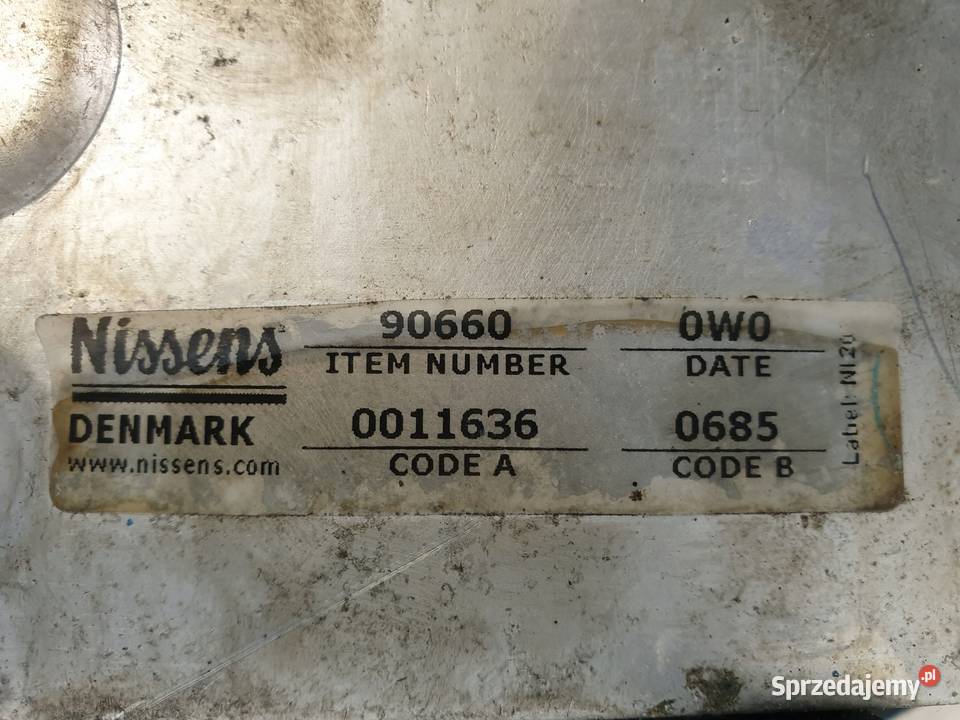 Nissens
DENMARK
www.nissens.com
90660
ITEM NUMBER
0W0
DATE
0011636
CODE A
0685
CODE B
Label: NI20
Sprzedajemy.pl